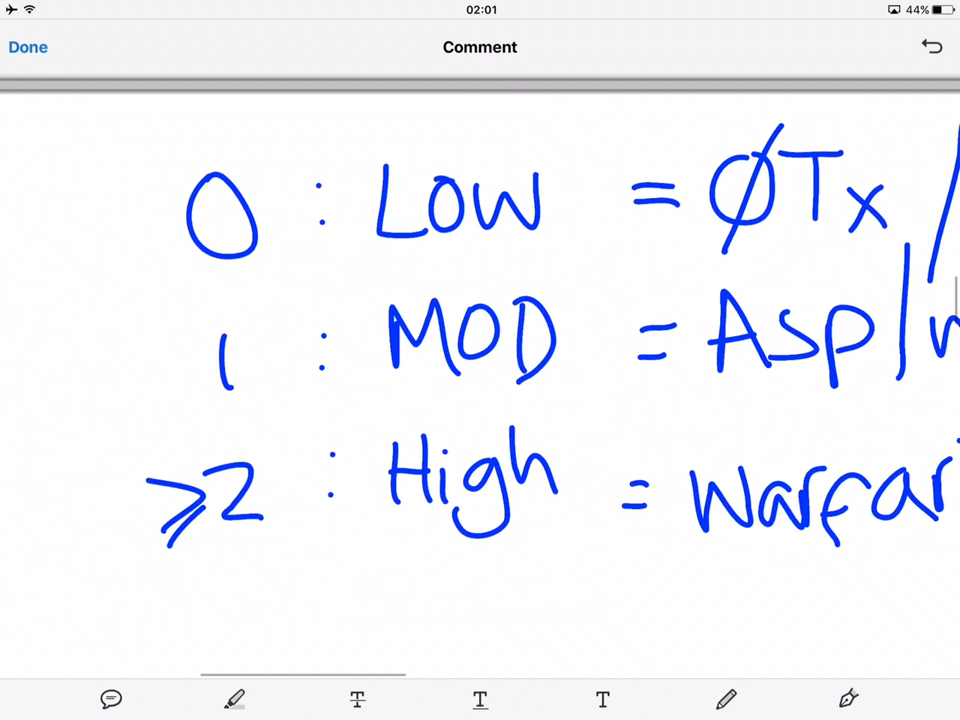 02:01 44%
Done Comment
0 : LOW = ØTx /
1 : MOD = Asp/
≥2 : High = Warfar
T T T